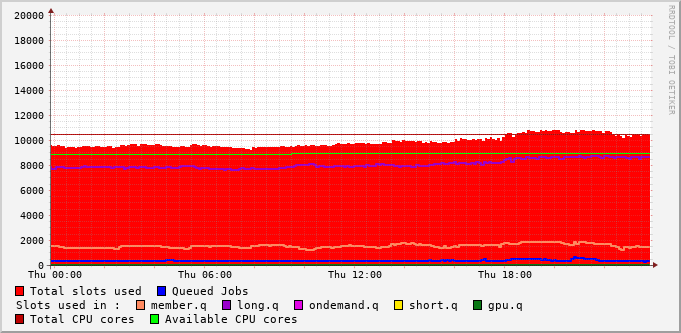 20000
18000
16000
14000
12000
10000
8000
6000
4000
2000
0
Thu 00:00 Thu 06:00 Thu 12:00 Thu 18:00
Total slots used Queued Jobs
Slots used in : member.q long.q ondemand.q short.q gpu.q
Total CPU cores Available CPU cores
RRDTOOL / TOBI OETIKER